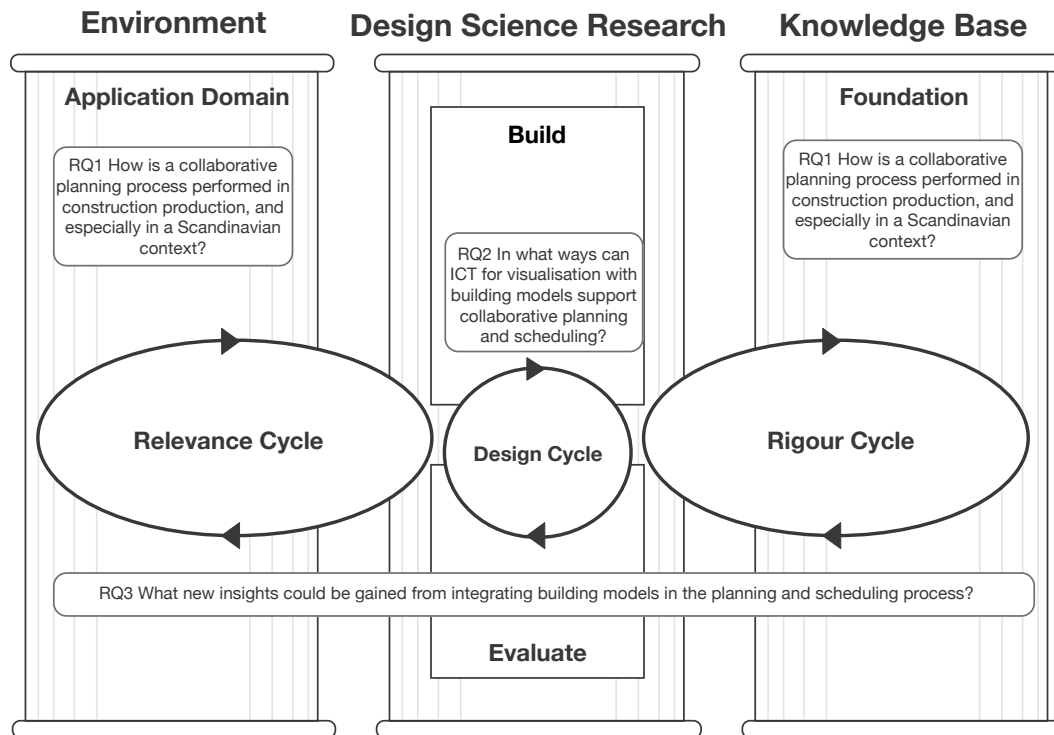 Environment
Design Science Research
Knowledge Base
Application Domain
Build
Foundation
RQ1 How is a collaborative
planning process performed in
construction production, and
especially in a Scandinavian
context?
RQ2 In what ways can
ICT for visualisation with
building models support
collaborative planning
and scheduling?
RQ1 How is a collaborative
planning process performed in
construction production, and
especially in a Scandinavian
context?
Relevance Cycle
Design Cycle
Rigour Cycle
RQ3 What new insights could be gained from integrating building models in the planning and scheduling process?
Evaluate